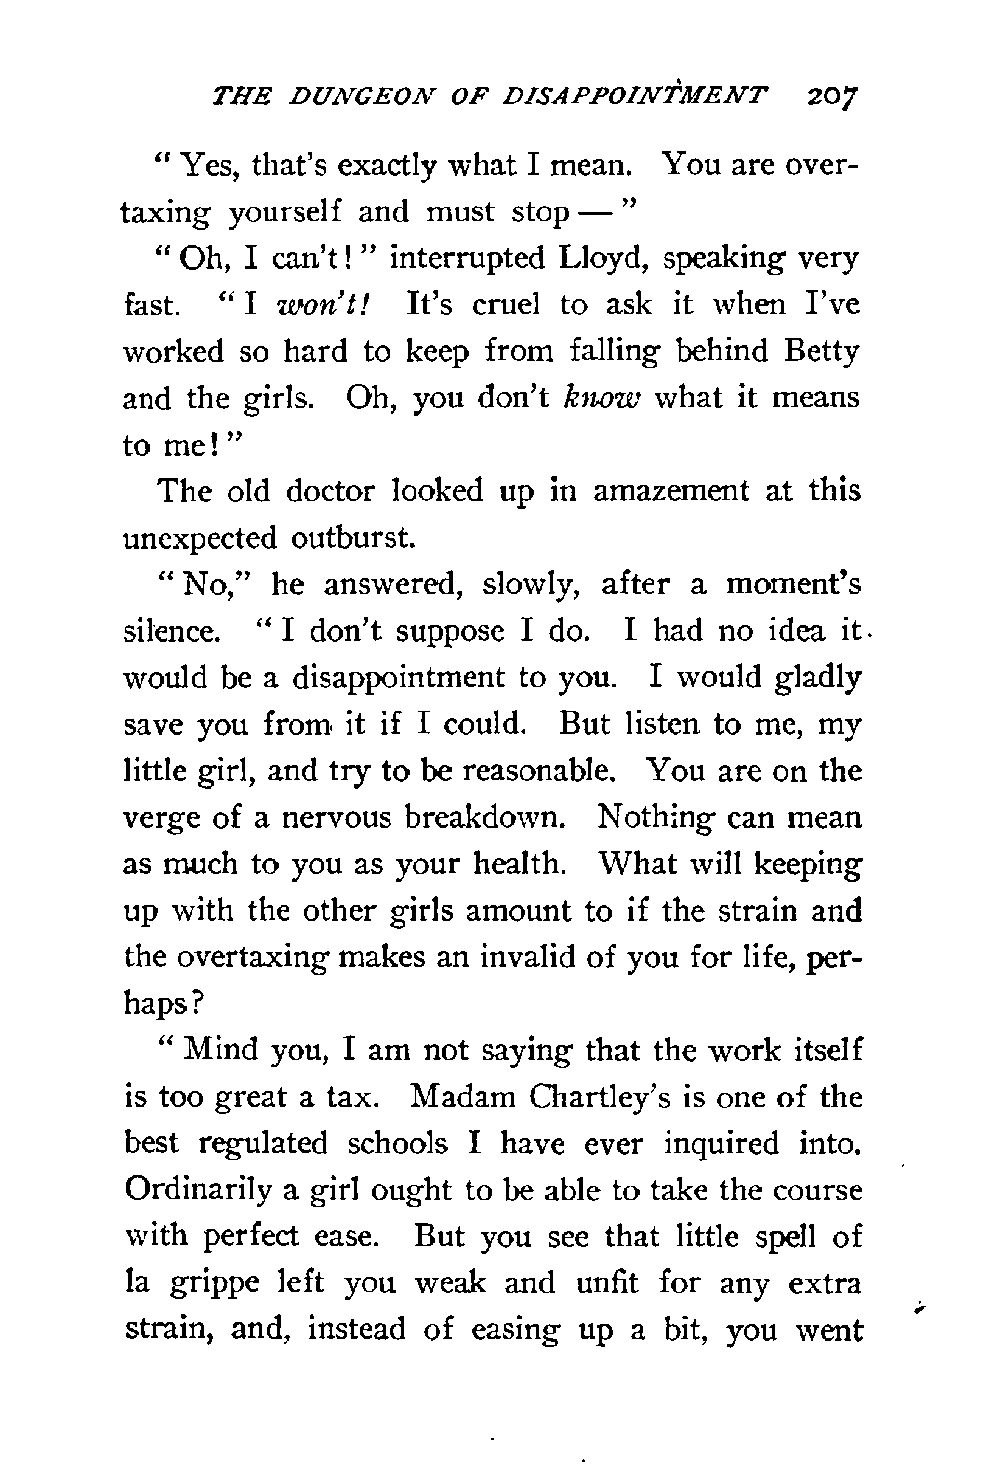 THE DUNGEON OF DISAPPOINTMENT 207
" Yes, that's exactly what I mean. You are over-
taxing yourself and must stop — "
" Oh, I can't! " interrupted Lloyd, speaking very
fast. " I won't! It's cruel to ask it when I've
worked so hard to keep from falling behind Betty
and the girls. Oh, you don't know what it means
to me! "
The old doctor looked up in amazement at this
unexpected outburst.
" No," he answered, slowly, after a moment's
silence. " I don't suppose I do. I had no idea it
would be a disappointment to you. I would gladly
save you from it if I could. But listen to me, my
little girl, and try to be reasonable. You are on the
verge of a nervous breakdown. Nothing can mean
as much to you as your health. What will keeping
up with the other girls amount to if the strain and
the overtaxing makes an invalid of you for life, per-
haps?
" Mind you, I am not saying that the work itself
is too great a tax. Madam Chartley's is one of the
best regulated schools I have ever inquired into.
Ordinarily a girl ought to be able to take the course
with perfect ease. But you see that little spell of
la grippe left you weak and unfit for any extra
strain, and, instead of easing up a bit, you went